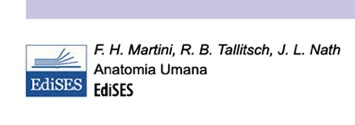 F. H. Martini, R. B. Tallitsch, J. L. Nath
Anatomia Umana
EdiSES
EdiSES